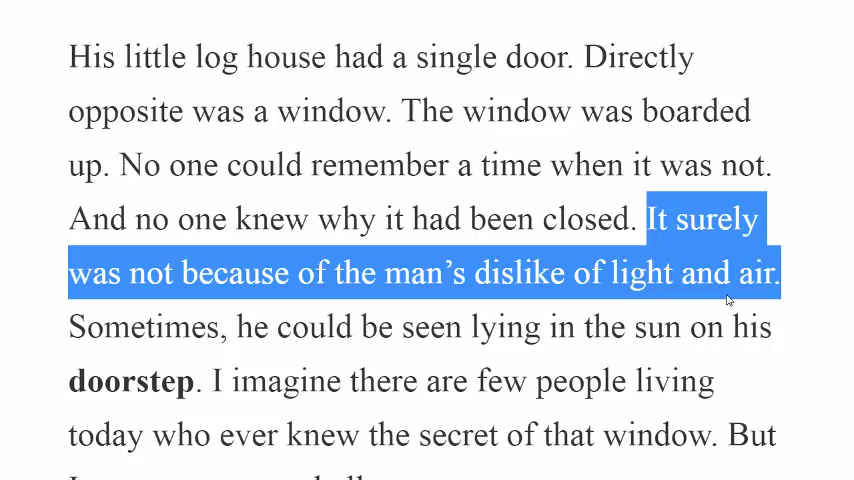 His little log house had a single door. Directly
opposite was a window. The window was boarded
up. No one could remember a time when it was not.
And no one knew why it had been closed. It surely
was not because of the man’s dislike of light and air.
Sometimes, he could be seen lying in the sun on his
doorstep. I imagine there are few people living
today who ever knew the secret of that window. But